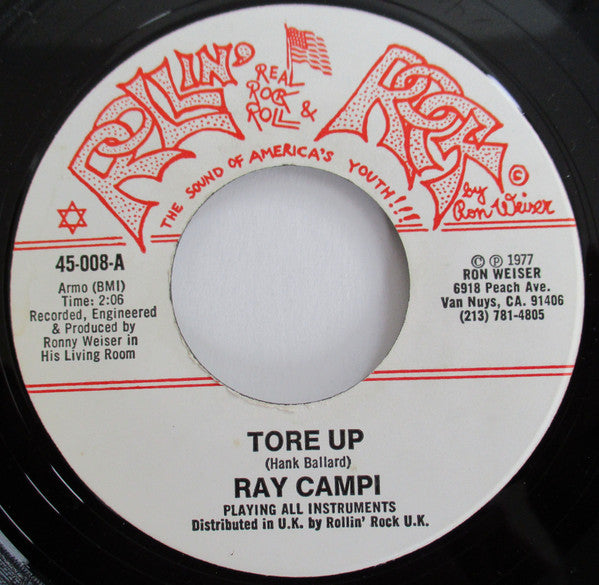 ROLLIN' ROCK
REAL
ROCK
& ROLL
THE SOUND OF AMERICA'S YOUTH!!!
by
Ron Weiser
©
45-008-A
Armo (BMI)
Time: 2:06
Recorded, Engineered
& Produced by
Ronny Weiser in
His Living Room
© ℗ 1977
RON WEISER
6918 Peach Ave.
Van Nuys, CA. 91406
(213) 781-4805
TORE UP
(Hank Ballard)
RAY CAMPI
PLAYING ALL INSTRUMENTS
Distributed in U.K. by Rollin' Rock U.K.